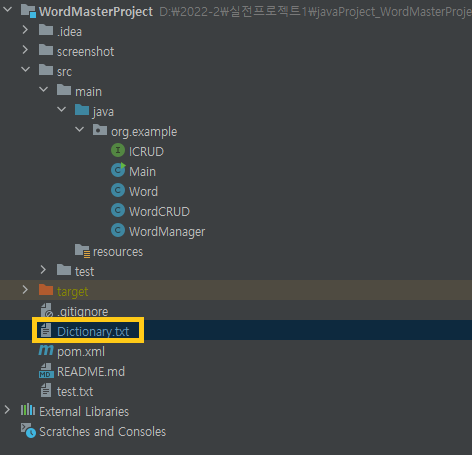 WordMasterProject D:₩2022-2₩실전프로젝트1₩javaProject_WordMasterProje
.idea
screenshot
src
main
java
org.example
ICRUD
Main
Word
WordCRUD
WordManager
resources
test
target
.gitignore
Dictionary.txt
pom.xml
README.md
test.txt
External Libraries
Scratches and Consoles